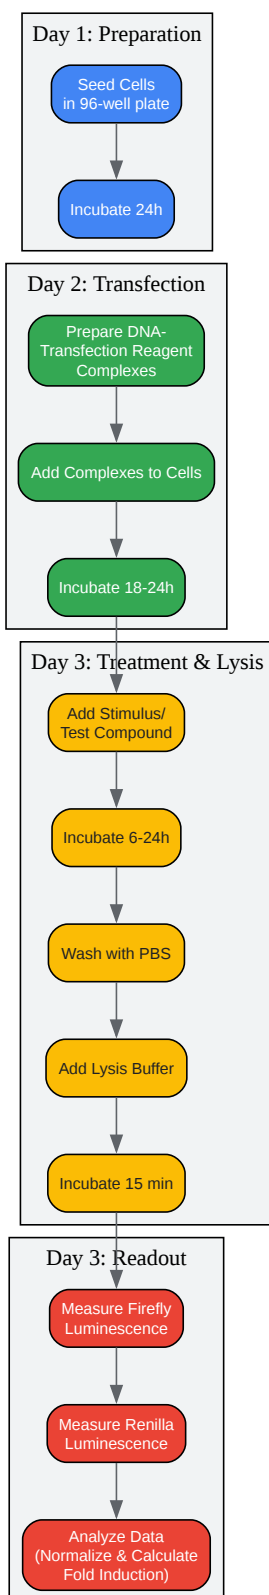 Day 1: Preparation
Seed Cells
in 96-well plate
Incubate 24h
Day 2: Transfection
Prepare DNA-
Transfection Reagent
Complexes
Add Complexes to Cells
Incubate 18-24h
Day 3: Treatment & Lysis
Add Stimulus/
Test Compound
Incubate 6-24h
Wash with PBS
Add Lysis Buffer
Incubate 15 min
Day 3: Readout
Measure Firefly
Luminescence
Measure Renilla
Luminescence
Analyze Data
(Normalize & Calculate
Fold Induction)